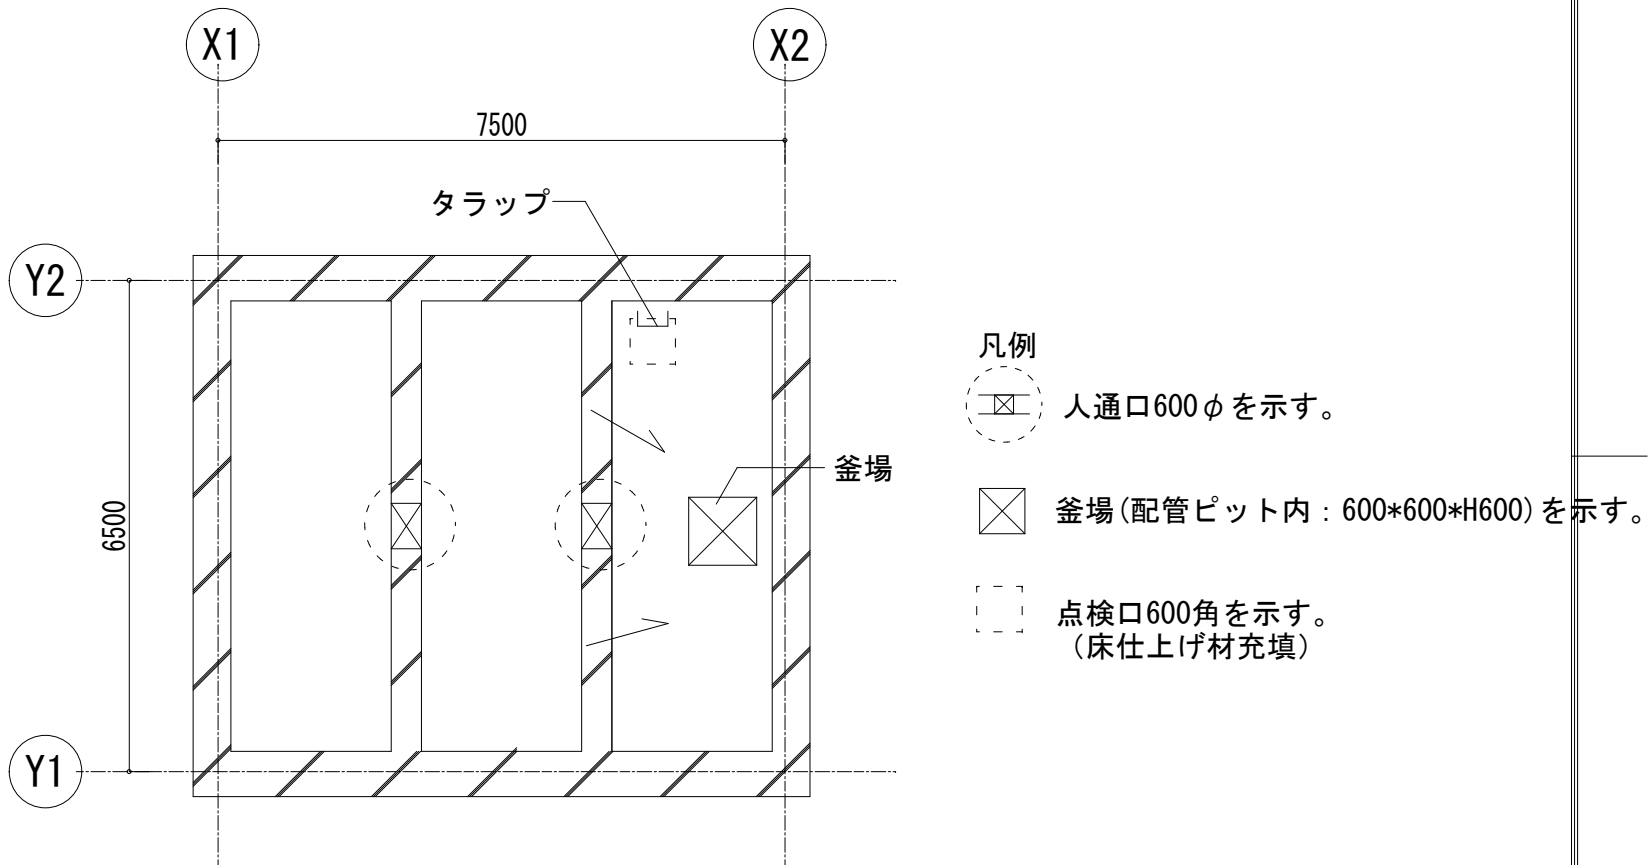 X1
X2
7500
タラップ
Y2
凡例
人通口600φを示す。
釜場
釜場(配管ピット内：600*600*H600)を示す。
6500
点検口600角を示す。
（床仕上げ材充填）
Y1